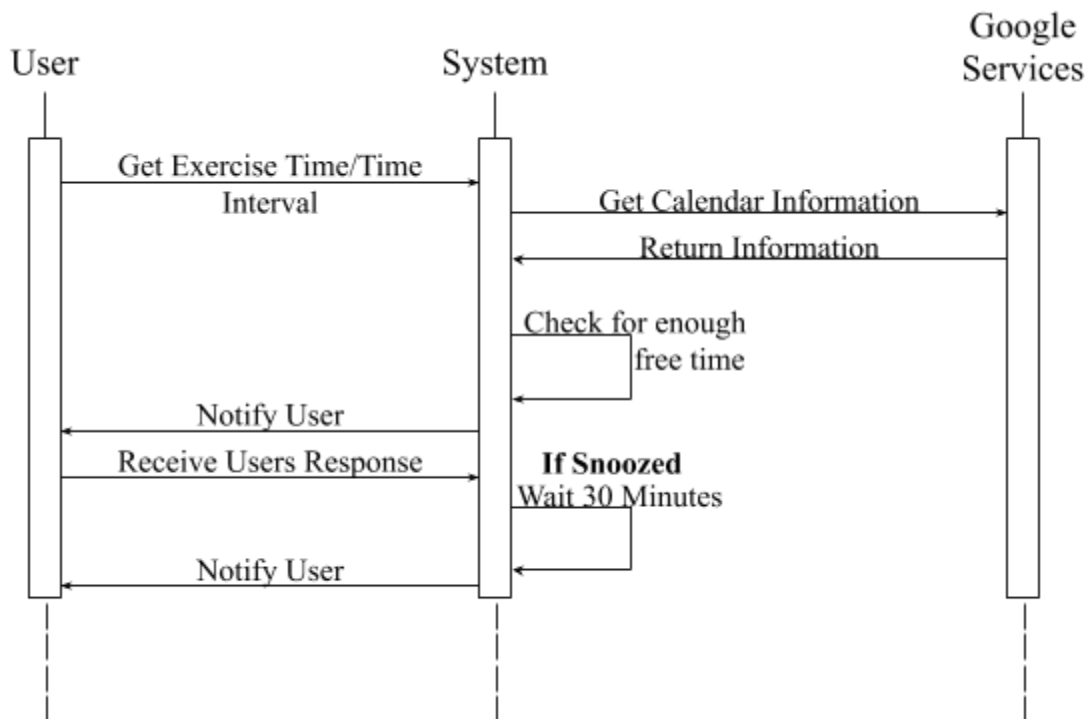 User
System
Google
Services
Get Exercise Time/Time
Interval
Get Calendar Information
Return Information
Check for enough
free time
Notify User
Receive Users Response
If Snoozed
Wait 30 Minutes
Notify User